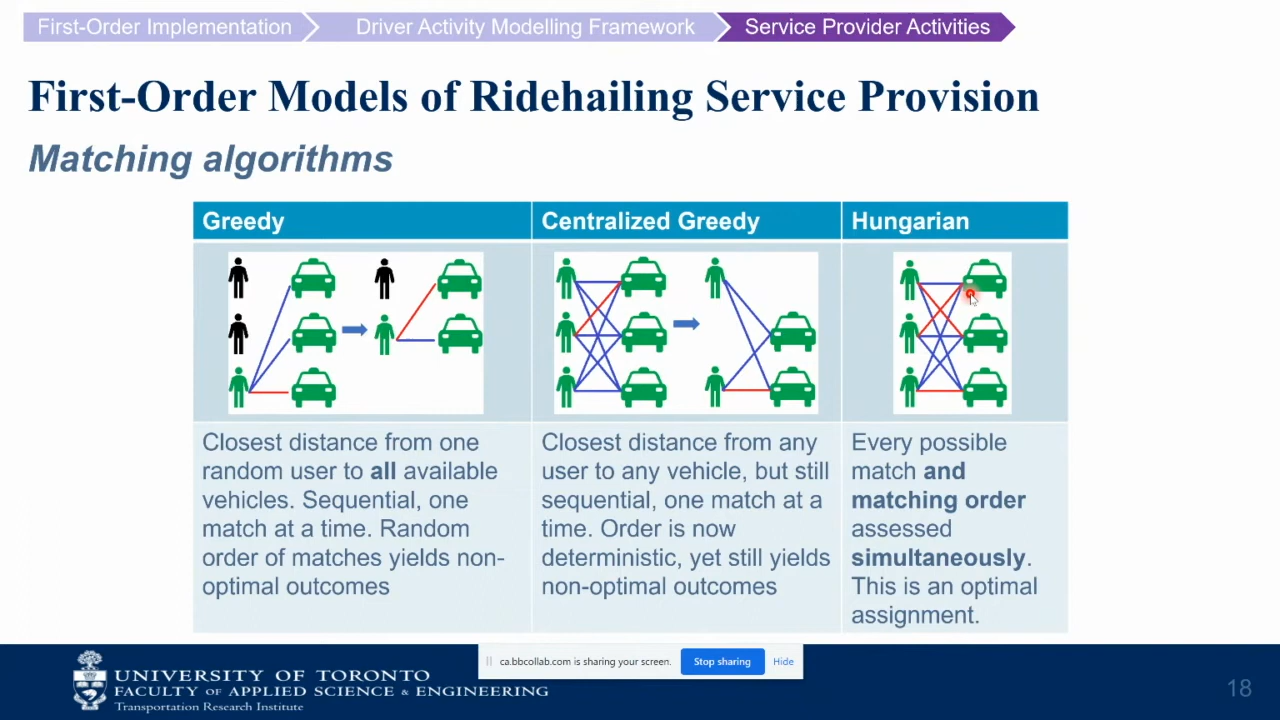 First-Order Implementation
Driver Activity Modelling Framework
Service Provider Activities
First-Order Models of Ridehailing Service Provision
Matching algorithms
Greedy
Centralized Greedy
Hungarian
Closest distance from one
random user to all available
vehicles. Sequential, one
match at a time. Random
order of matches yields non-
optimal outcomes
Closest distance from any
user to any vehicle, but still
sequential, one match at a
time. Order is now
deterministic, yet still yields
non-optimal outcomes
Every possible
match and
matching order
assessed
simultaneously.
This is an optimal
assignment.
UNIVERSITY OF TORONTO
FACULTY OF APPLIED SCIENCE & ENGINEERING
Transportation Research Institute
ca.bbcollab.com is sharing your screen.
Stop sharing
Hide
18